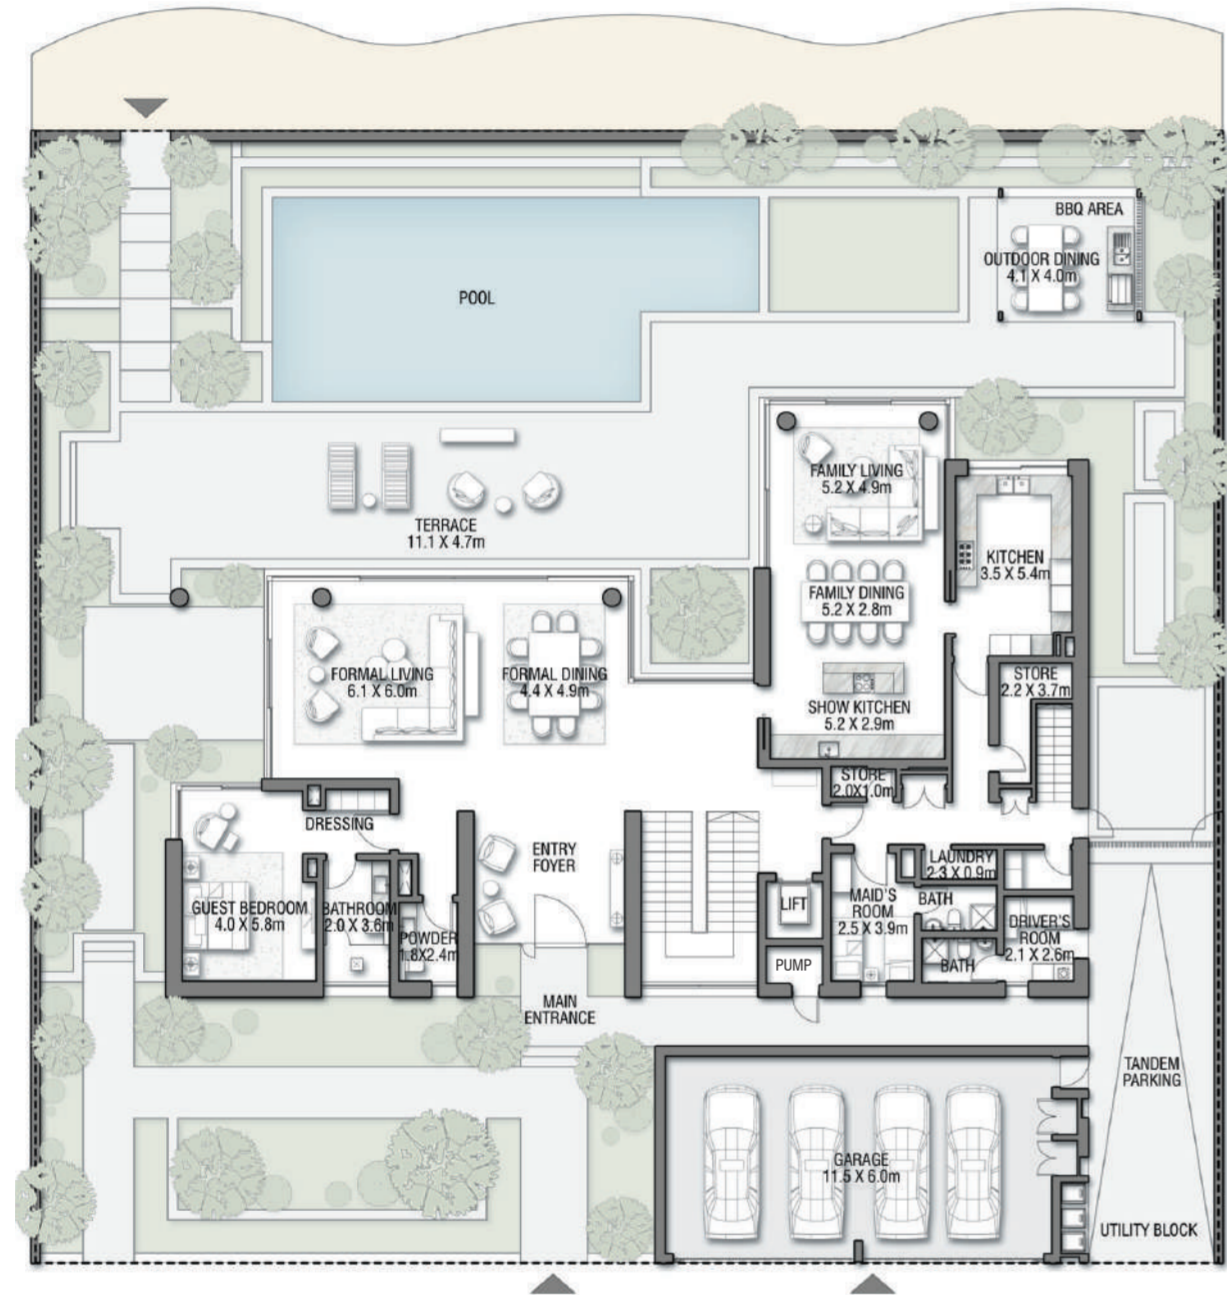 BBQ AREA
OUTDOOR DINING
4.1 X 4.0m
POOL
FAMILY LIVING
5.2 X 4.9m
TERRACE
11.1 X 4.7m
KITCHEN
3.5 X 5.4m
FAMILY DINING
5.2 X 2.8m
FORMAL LIVING
6.1 X 6.0m
FORMAL DINING
4.4 X 4.9m
STORE
2.2 X 3.7m
SHOW KITCHEN
5.2 X 2.9m
STORE
2.0X1.0m
DRESSING
ENTRY
FOYER
LAUNDRY
2.3 X 0.9m
GUEST BEDROOM
4.0 X 5.8m
BATHROOM
2.0 X 3.6m
LIFT
MAID'S
ROOM
2.5 X 3.9m
BATH
POWDER
1.8X2.4m
DRIVER'S
ROOM
2.1 X 2.6m
PUMP
BATH
MAIN
ENTRANCE
TANDEM
PARKING
GARAGE
11.5 X 6.0m
UTILITY BLOCK